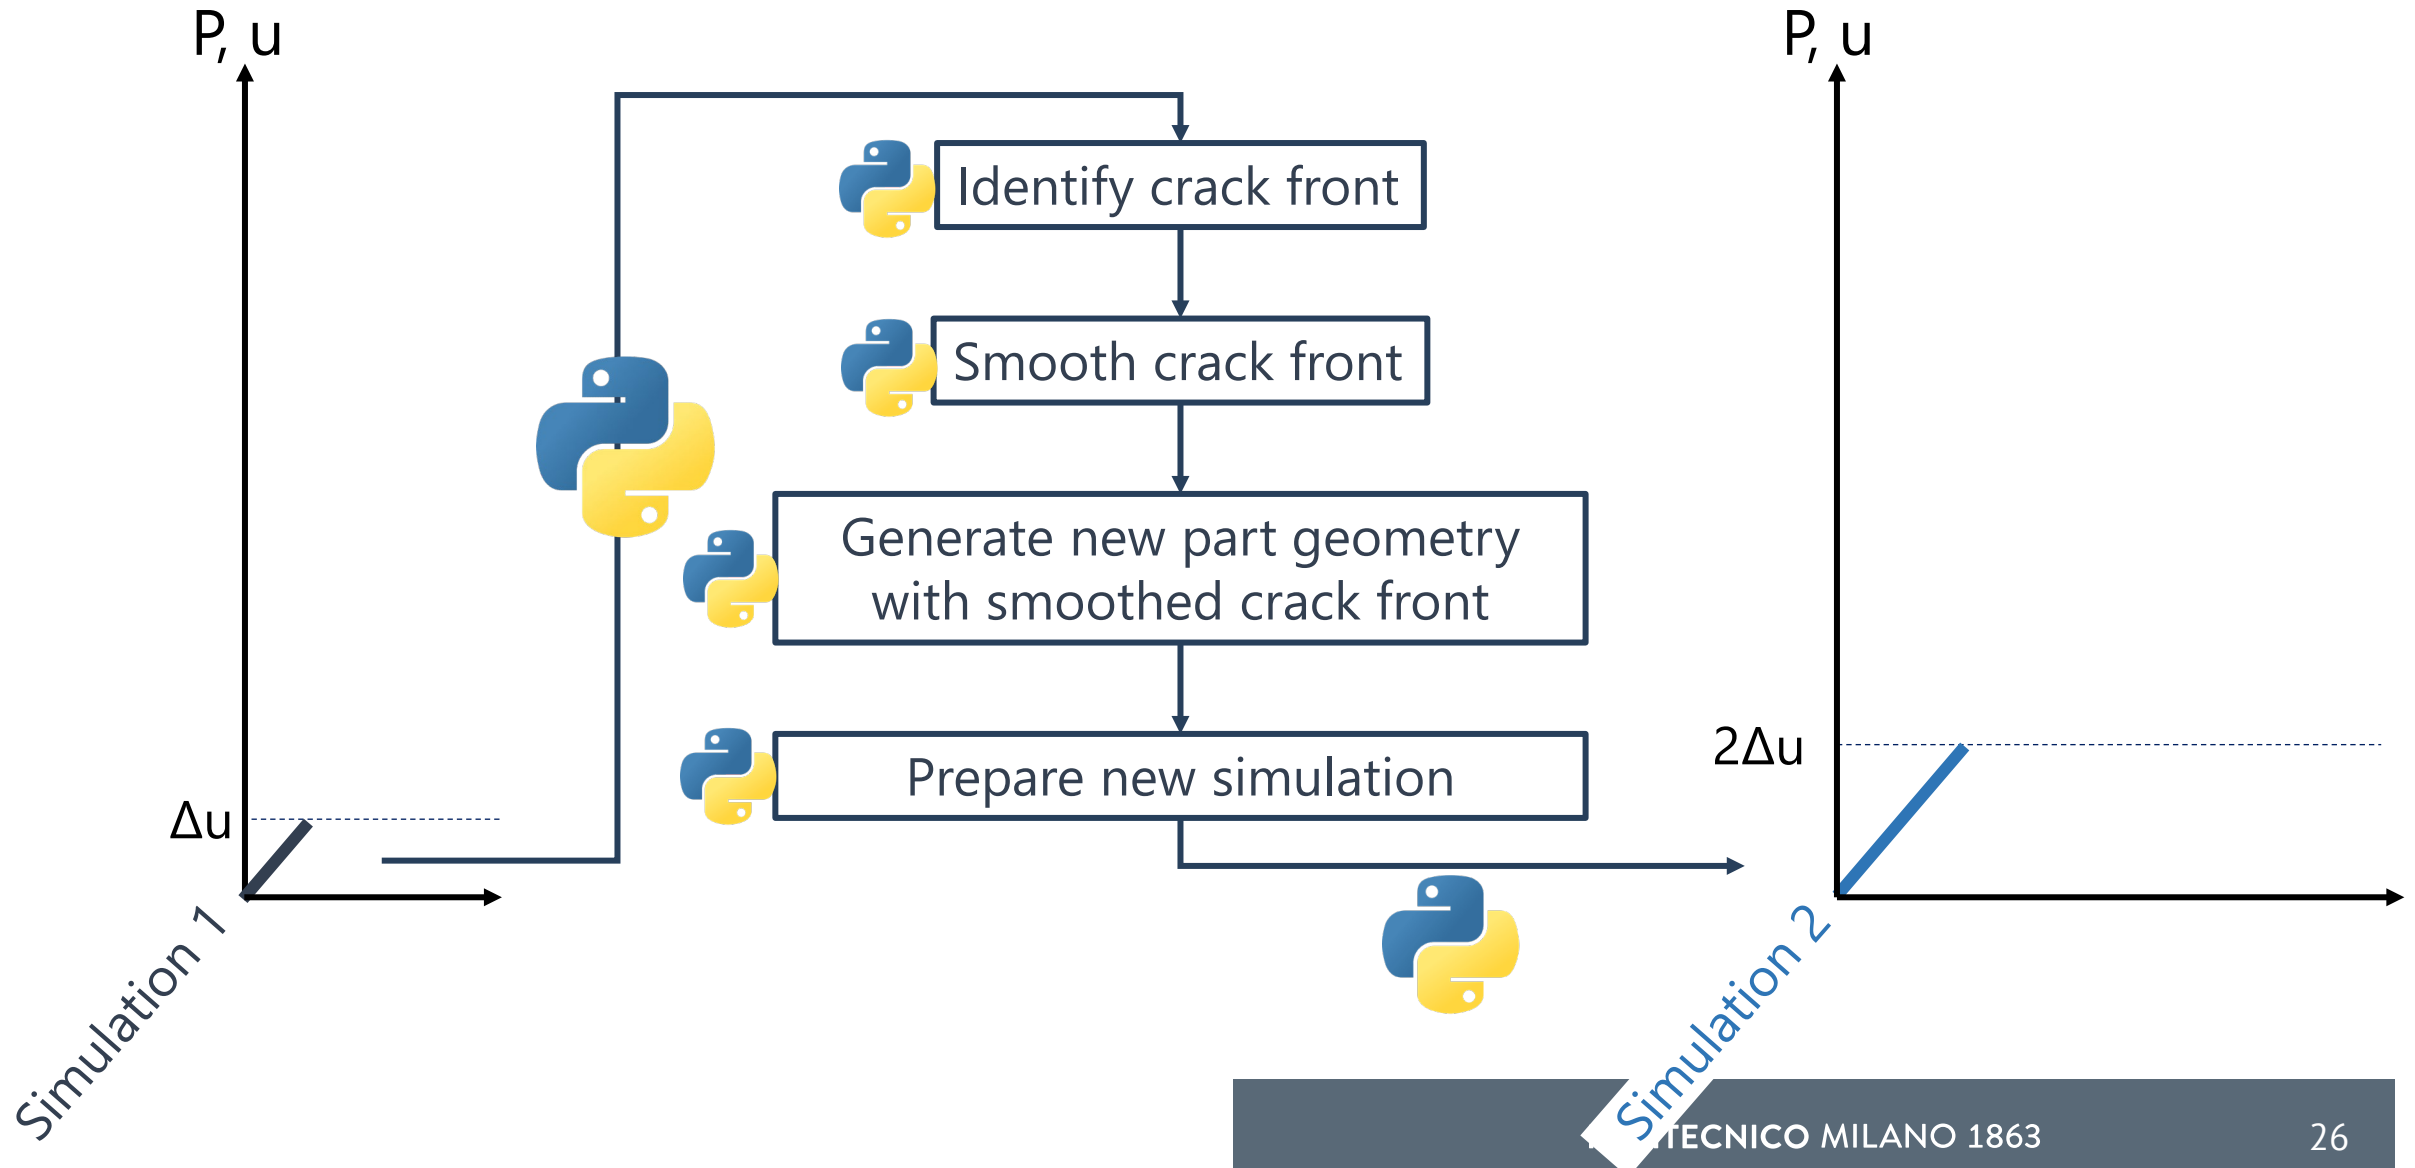 P, u
P, u
Identify crack front
Smooth crack front
Generate new part geometry
with smoothed crack front
Prepare new simulation
Δu
2Δu
Simulation 1
Simulation 2
TECNICO MILANO 1863
26